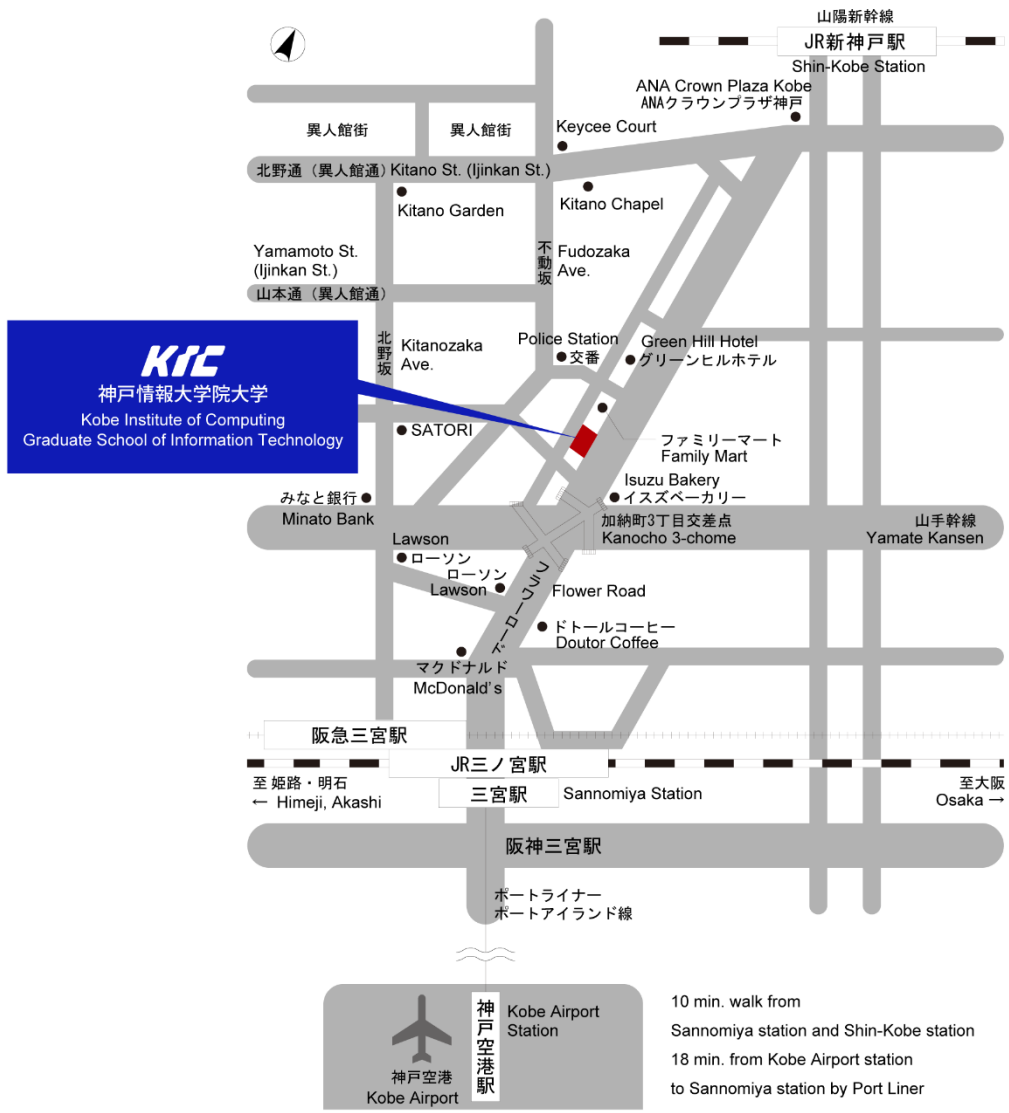 山陽新幹線
JR新神戸駅
Shin-Kobe Station
ANA Crown Plaza Kobe
ANAクラウンプラザ神戸
Keycee Court
異人館街
異人館街
北野通（異人館通）Kitano St. (Ijinkan St.)
Kitano Garden
Kitano Chapel
Yamamoto St.
(Ijinkan St.)
不動坂
Fudozaka
Ave.
山本通（異人館通）
北野坂
Kitanozaka
Ave.
Police Station
交番
Green Hill Hotel
グリーンヒルホテル
KIC
神戸情報大学院大学
Kobe Institute of Computing
Graduate School of Information Technology
SATORI
ファミリーマート
Family Mart
Isuzu Bakery
イスズベーカリー
みなと銀行
Minato Bank
加納町3丁目交差点
Kanocho 3-chome
山手幹線
Yamate Kansen
Lawson
ローソン
ローソン
Lawson
フラワーロード
Flower Road
ドトールコーヒー
Doutor Coffee
マクドナルド
McDonald's
阪急三宮駅
JR三ノ宮駅
至 姫路・明石
← Himeji, Akashi
三宮駅
Sannomiya Station
至大阪
Osaka →
阪神三宮駅
ポートライナー
ポートアイランド線
神戸空港駅
Kobe Airport
Station
神戸空港
Kobe Airport
10 min. walk from
Sannomiya station and Shin-Kobe station
18 min. from Kobe Airport station
to Sannomiya station by Port Liner